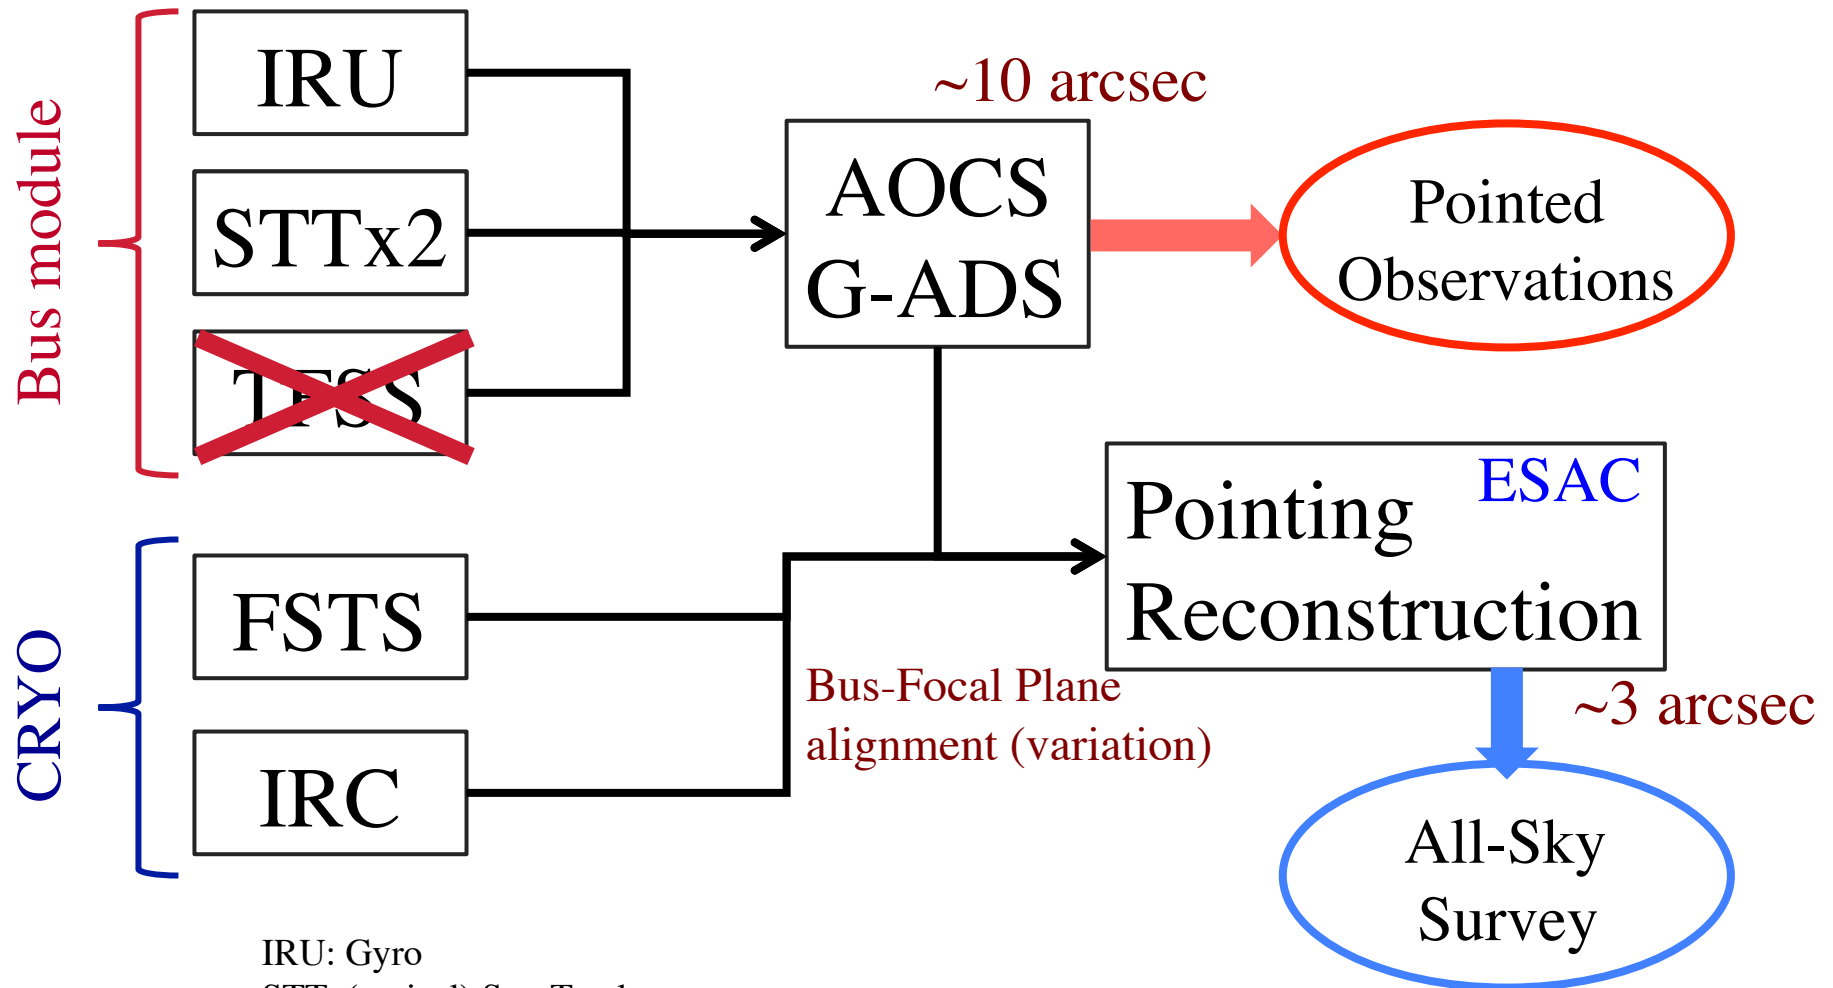 Bus module
IRU
STTx2
TFSS
~10 arcsec
AOCS
G-ADS
Pointed
Observations
CRYO
FSTS
IRC
Bus-Focal Plane
alignment (variation)
ESAC
Pointing
Reconstruction
~3 arcsec
All-Sky
Survey
IRU: Gyro